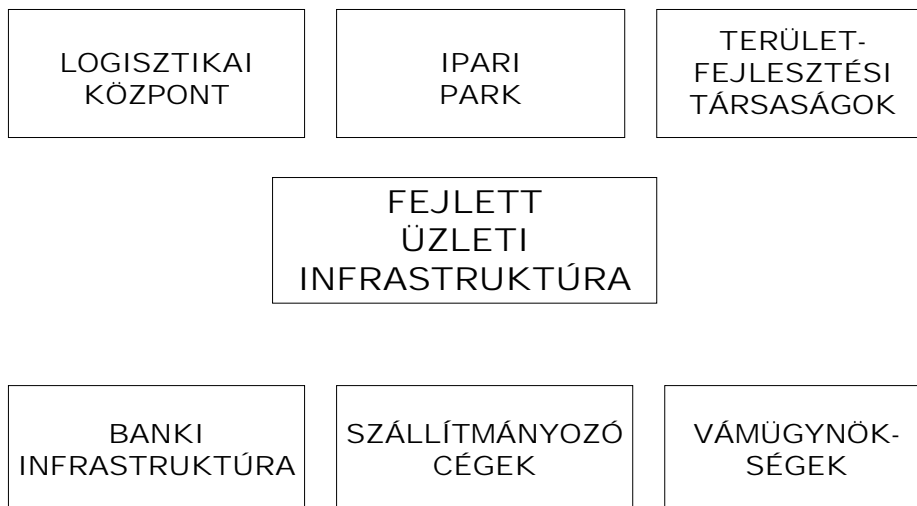 LOGISZTIKAI
KÖZPONT
IPARI
PARK
TERÜLET-
FEJLESZTÉSI
TÁRSASÁGOK
FEJLETT
ÜZLETI
INFRASTRUKTÚRA
BANKI
INFRASTRUKTÚRA
SZÁLLÍTMÁNYOZÓ
CÉGEK
VÁMÜGYNÖK-
SÉGEK